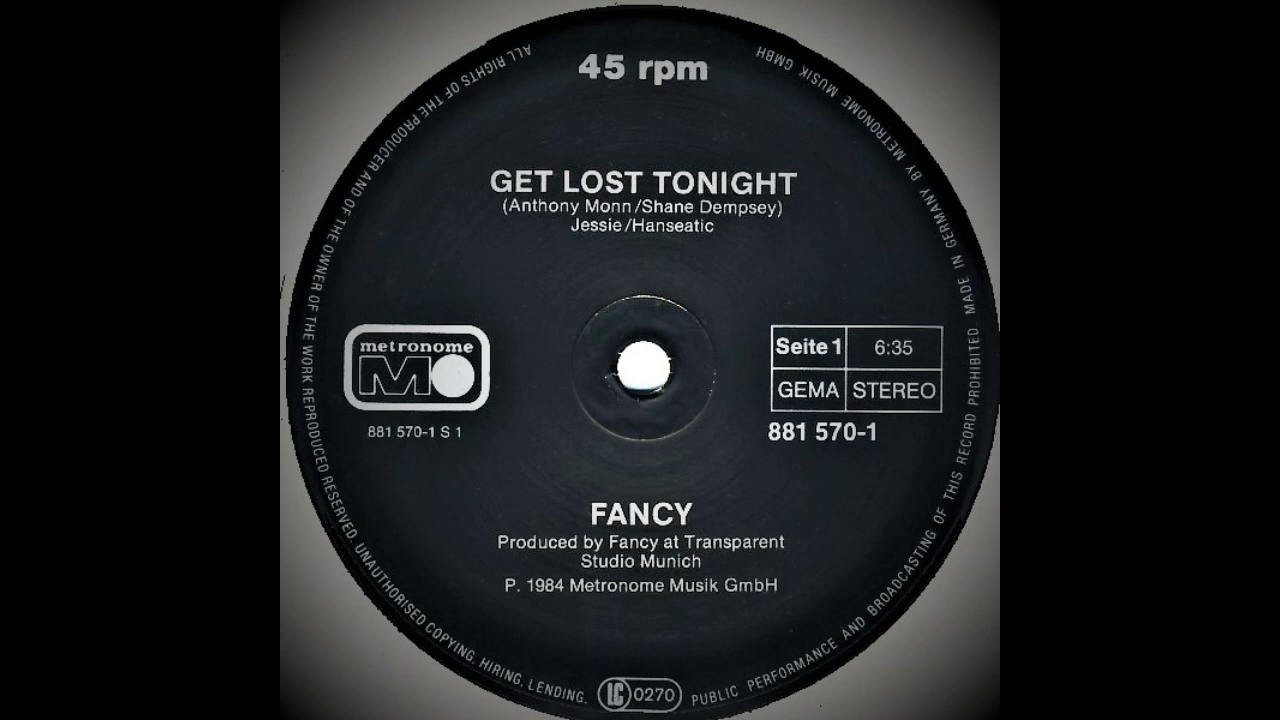 45 rpm
GET LOST TONIGHT
(Anthony Monn/Shane Dempsey)
Jessie/Hanseatic
metronome
M
881 570-1 S 1
Seite 1 6:35
GEMA STEREO
881 570-1
FANCY
Produced by Fancy at Transparent
Studio Munich
P. 1984 Metronome Musik GmbH
ALL RIGHTS OF THE PRODUCER AND OF THE OWNER OF THE WORK REPRODUCED RESERVED. UNAUTHORISED COPYING, HIRING, LENDING, PUBLIC PERFORMANCE AND BROADCASTING OF THIS RECORD PROHIBITED. MADE IN GERMANY BY METRONOME MUSIK GMBH
LC 0270